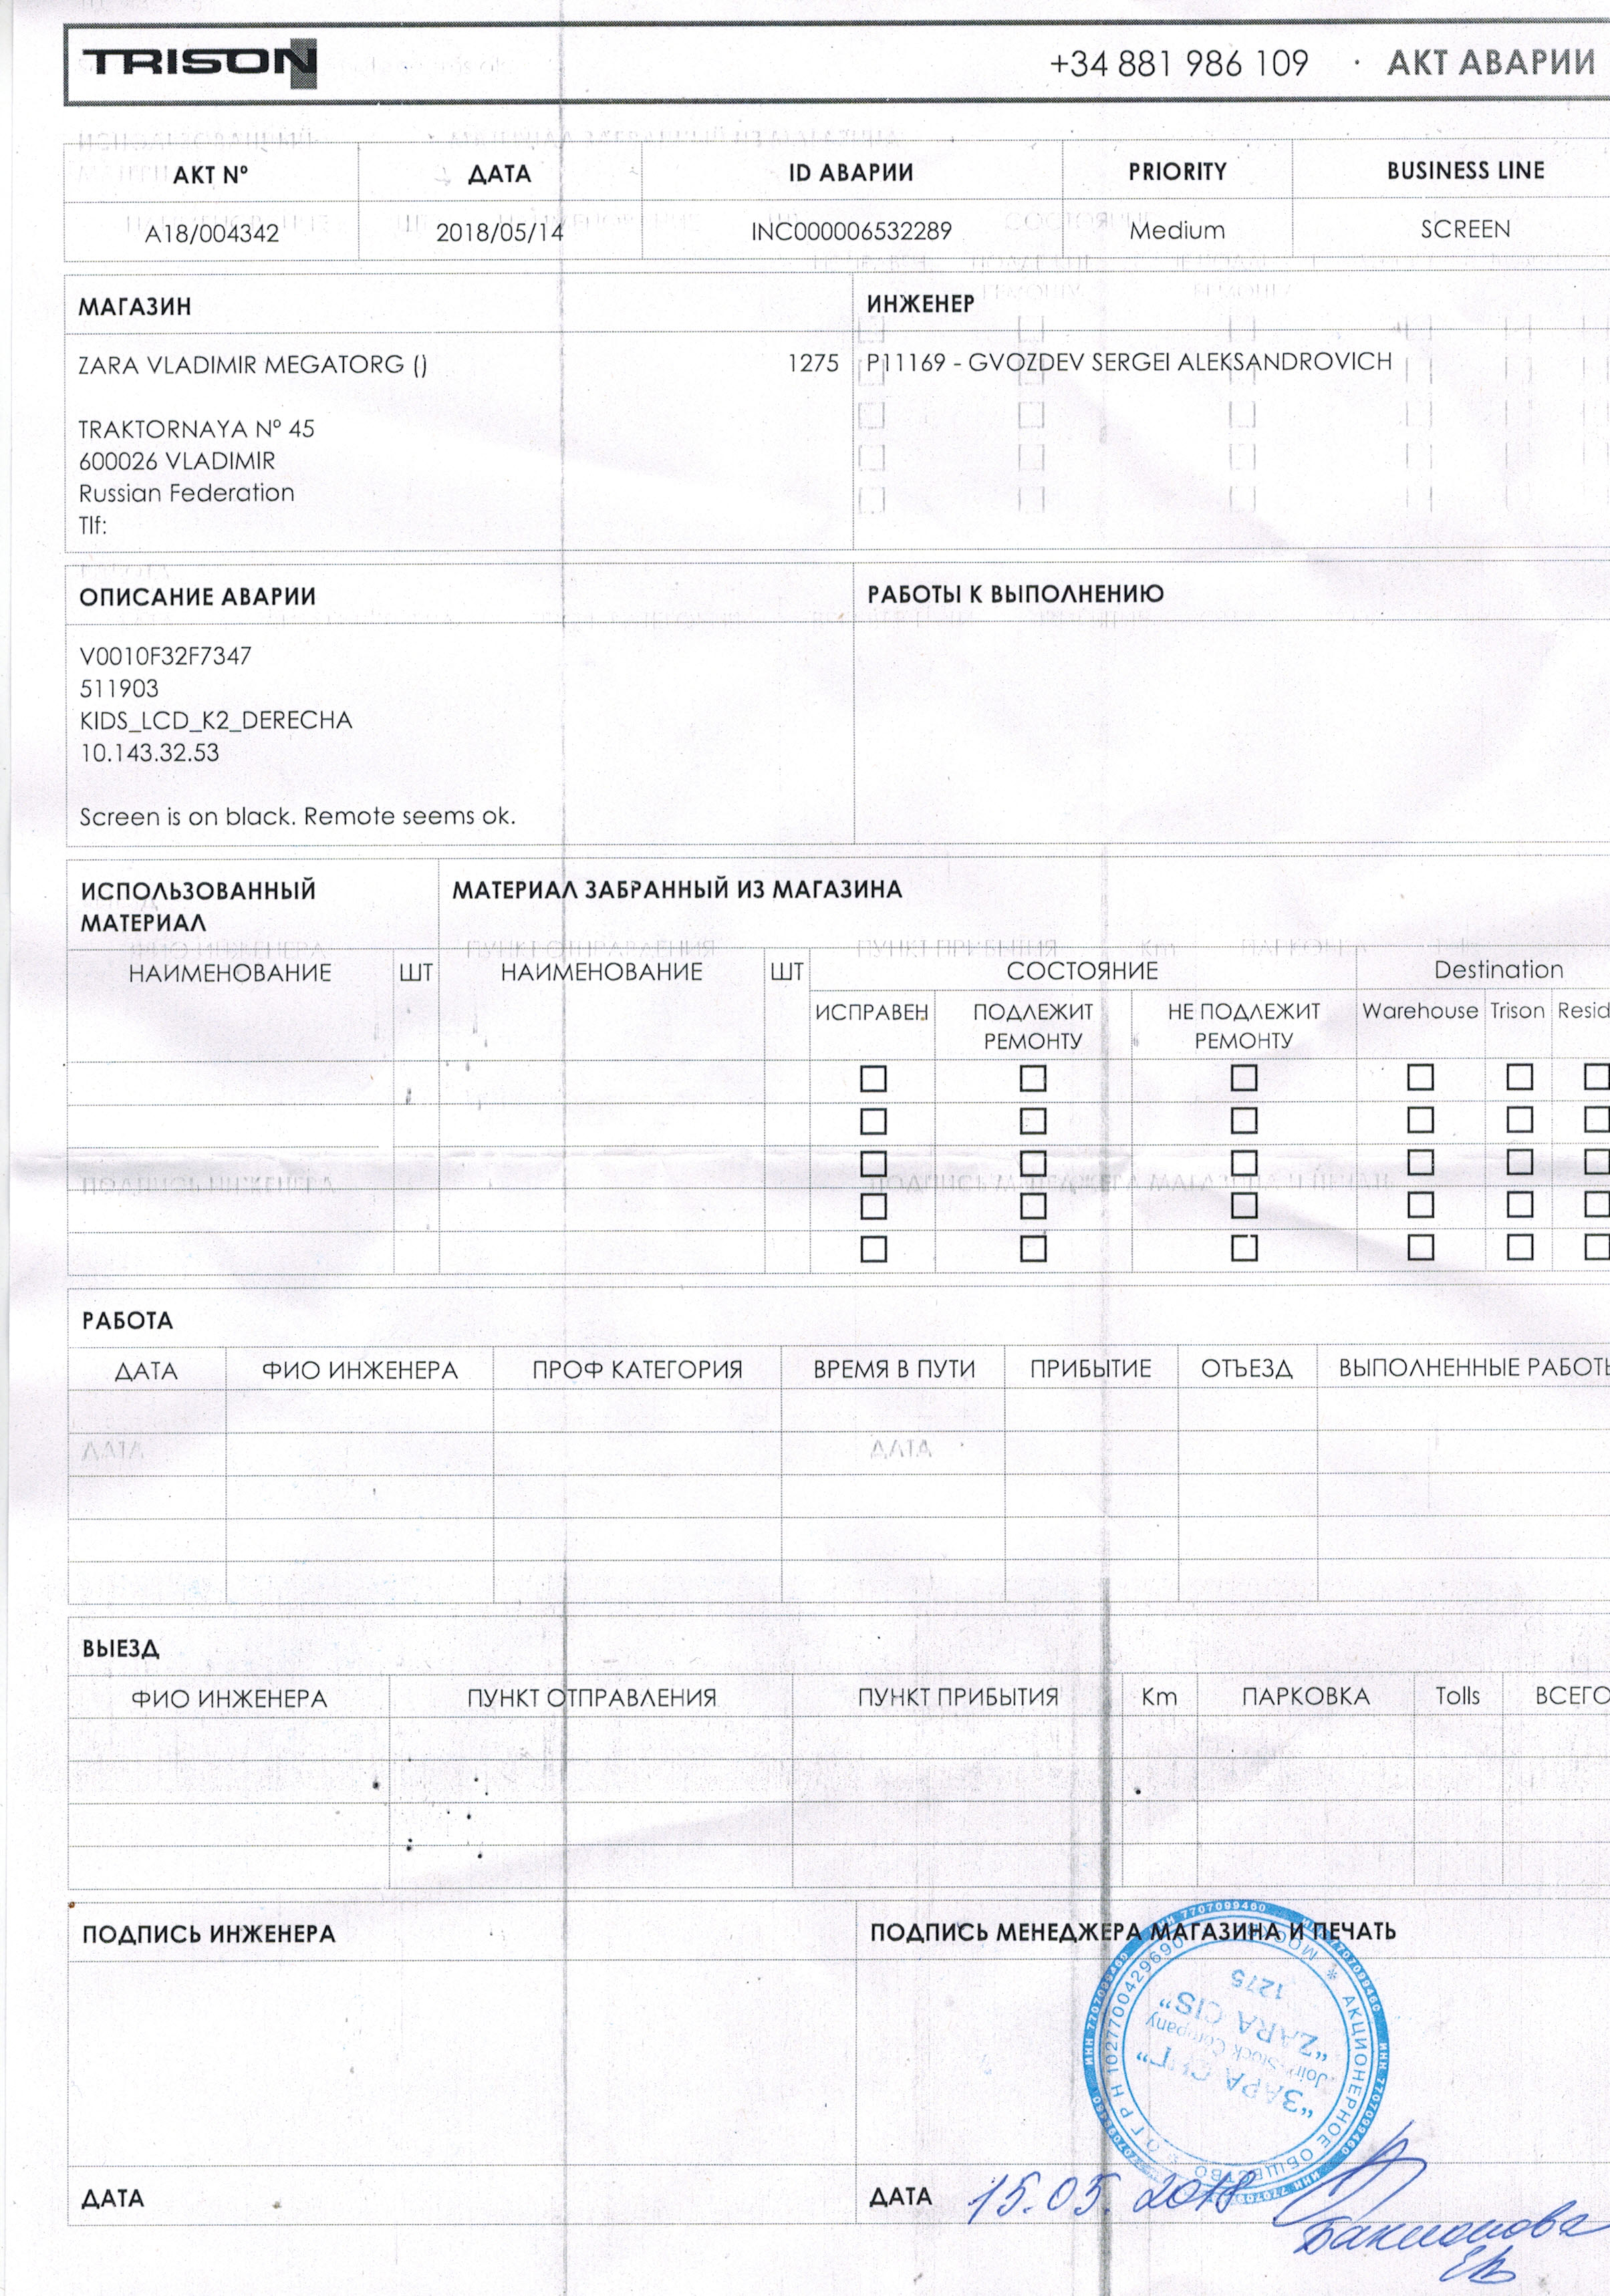 TRISON +34 881 986 109 · АКТ АВАРИИ
АКТ Nº ДАТА ID АВАРИИ PRIORITY BUSINESS LINE
A18/004342 2018/05/14 INC000006532289 Medium SCREEN
МАГАЗИН ИНЖЕНЕР
ZARA VLADIMIR MEGATORG () 1275 P11169 - GVOZDEV SERGEI ALEKSANDROVICH
TRAKTORNAYA Nº 45
600026 VLADIMIR
Russian Federation
Tlf:
ОПИСАНИЕ АВАРИИ РАБОТЫ К ВЫПОЛНЕНИЮ
V0010F32F7347
511903
KIDS_LCD_K2_DERECHA
10.143.32.53
Screen is on black. Remote seems ok.
ИСПОЛЬЗОВАННЫЙ МАТЕРИАЛ ЗАБРАННЫЙ ИЗ МАГАЗИНА
МАТЕРИАЛ
НАИМЕНОВАНИЕ ШТ НАИМЕНОВАНИЕ ШТ СОСТОЯНИЕ Destination
ИСПРАВЕН ПОДЛЕЖИТ НЕ ПОДЛЕЖИТ Warehouse Trison Resid
РЕМОНТУ РЕМОНТУ
РАБОТА
ДАТА ФИО ИНЖЕНЕРА ПРОФ КАТЕГОРИЯ ВРЕМЯ В ПУТИ ПРИБЫТИЕ ОТЪЕЗД ВЫПОЛНЕННЫЕ РАБОТЫ
ВЫЕЗД
ФИО ИНЖЕНЕРА ПУНКТ ОТПРАВЛЕНИЯ ПУНКТ ПРИБЫТИЯ Km ПАРКОВКА Tolls ВСЕГО
ПОДПИСЬ ИНЖЕНЕРА ПОДПИСЬ МЕНЕДЖЕРА МАГАЗИНА И ПЕЧАТЬ
ИНН 7707099460
АКЦИОНЕРНОЕ ОБЩЕСТВО * ОГРН 1027700429690
"ЗАРА СНГ"
Joint-Stock Company
"ZARA CIS"
1275
ДАТА ДАТА 15.05.2018